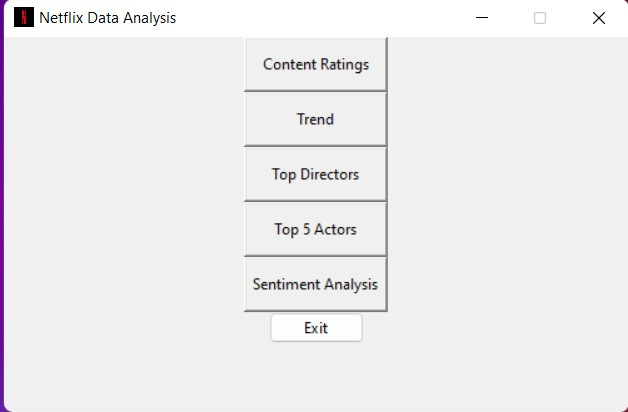 Netflix Data Analysis
Content Ratings
Trend
Top Directors
Top 5 Actors
Sentiment Analysis
Exit